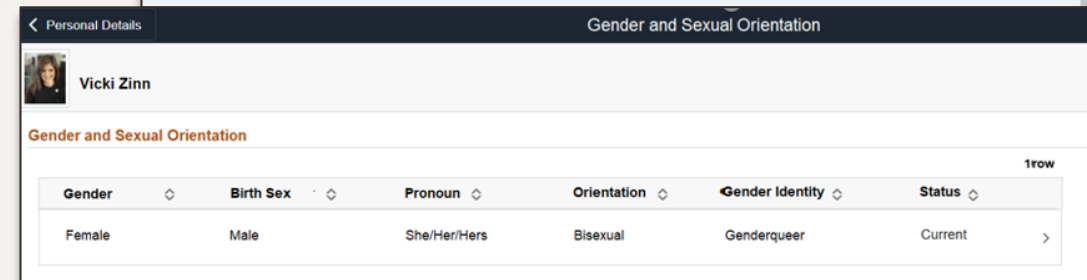 Personal Details Gender and Sexual Orientation
Vicki Zinn
Gender and Sexual Orientation
1row
Gender Birth Sex Pronoun Orientation Gender Identity Status
Female Male She/Her/Hers Bisexual Genderqueer Current